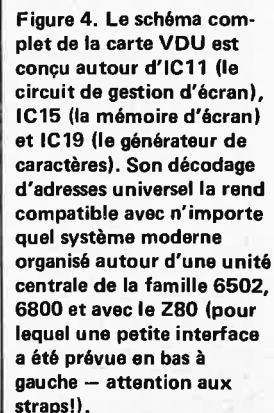 Figure 4. Le schéma com-
plet de la carte VDU est
conçu autour d'IC11 (le
circuit de gestion d'écran),
IC15 (la mémoire d'écran)
et IC19 (le générateur de
caractères). Son décodage
d'adresses universel la rend
compatible avec n'importe
quel système moderne
organisé autour d'une unité
centrale de la famille 6502,
6800 et avec le Z80 (pour
lequel une petite interface
a été prévue en bas à
gauche — attention aux
straps!).